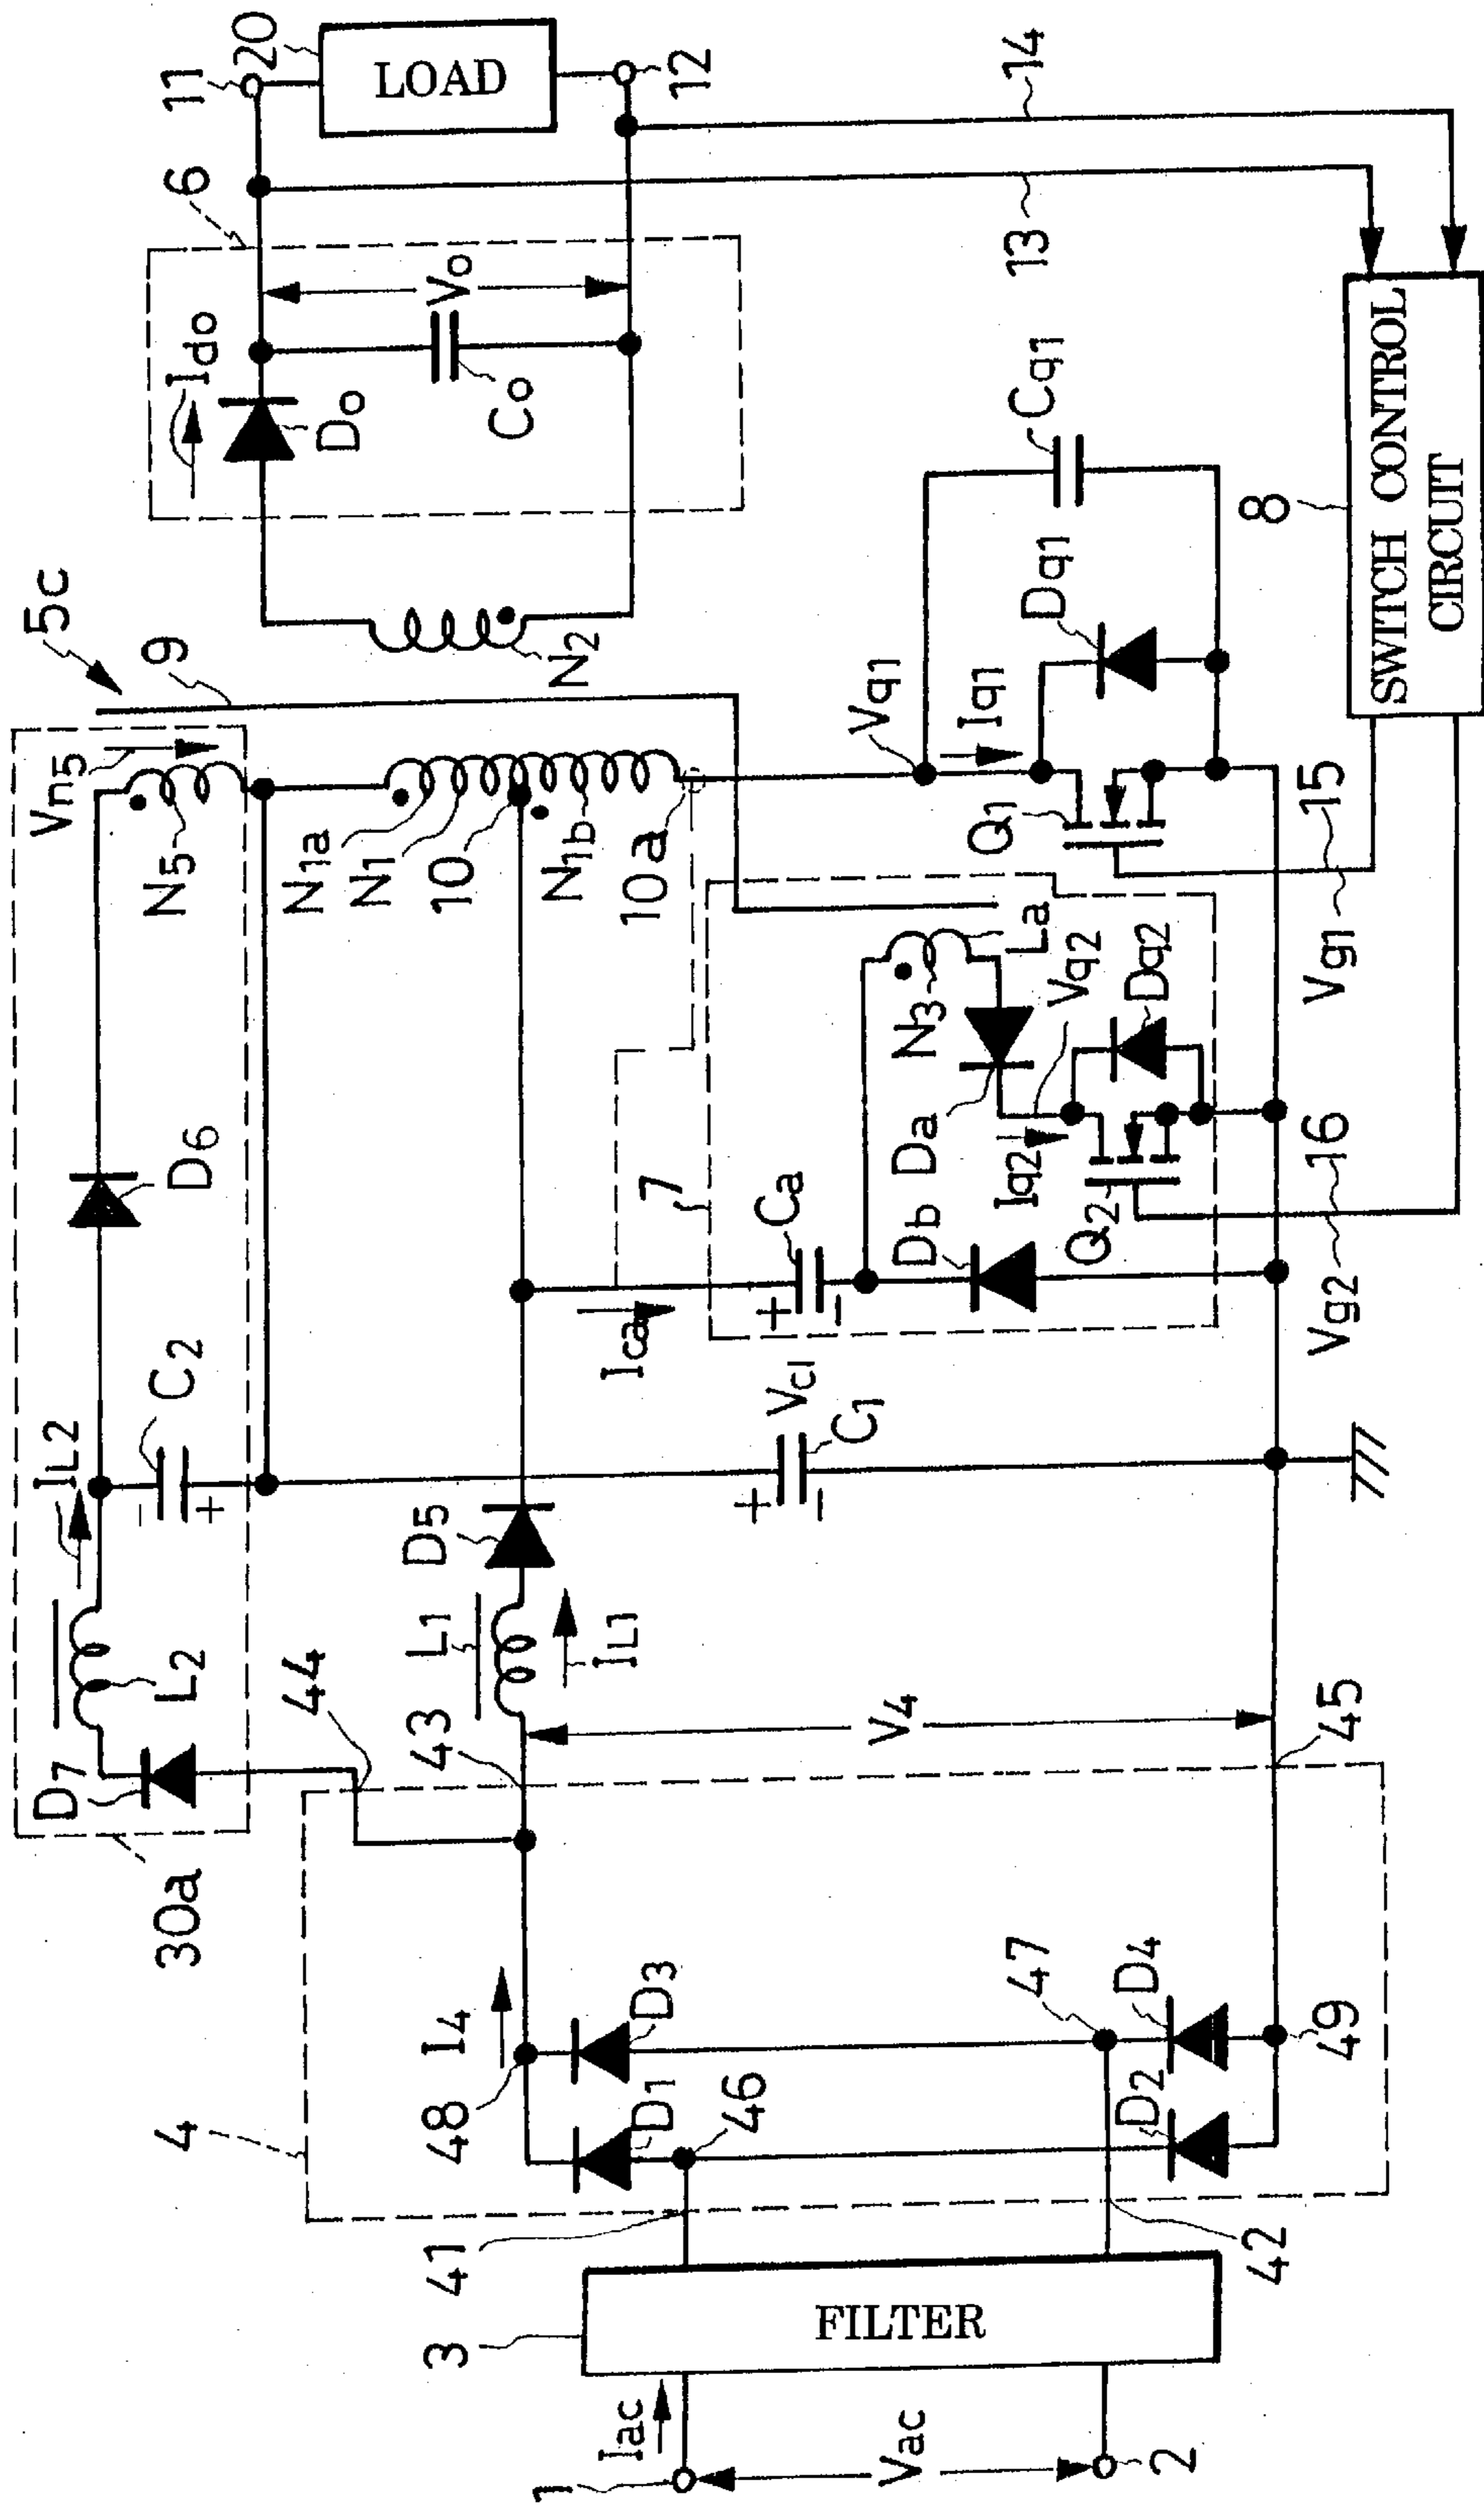 5c
30a
D7
L2
IL2
C2
D6
Vn5
N5
9
6
Ido
Do
Co
Vo
11
20
LOAD
12
44
43
L1
IL1
D5
N1a
N1
10
N1b
10a
N2
4
48
I4
D1
D3
46
47
D2
D4
49
V4
45
+
-
VC1
C1
Ica
7
+
-
Ca
Db
Da
N3
La
Iq2
Vq2
Q2
Dq2
Vq1
Iq1
Q1
Dq1
Cq1
13
14
1
Iac
Vac
2
3
FILTER
41
42
-
+
Vg2
16
Vg1
15
8
SWITCH CONTROL
CIRCUIT